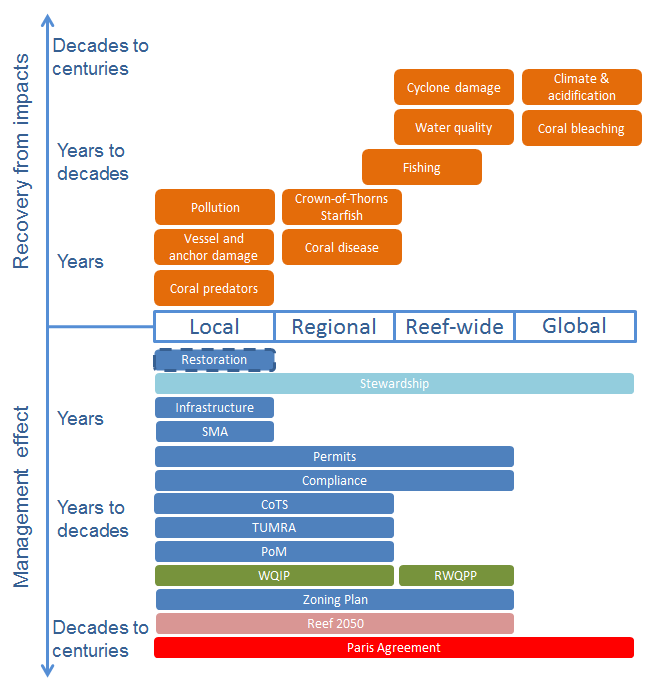 Recovery from impacts
Decades to
centuries
Cyclone damage
Climate &
acidification
Water quality
Coral bleaching
Years to
decades
Fishing
Pollution
Crown-of-Thorns
Starfish
Vessel and
anchor damage
Coral disease
Years
Coral predators
Local
Regional
Reef-wide
Global
Management effect
Restoration
Stewardship
Years
Infrastructure
SMA
Permits
Compliance
Years to
decades
CoTS
TUMRA
PoM
WQIP
RWQPP
Zoning Plan
Decades to
centuries
Reef 2050
Paris Agreement